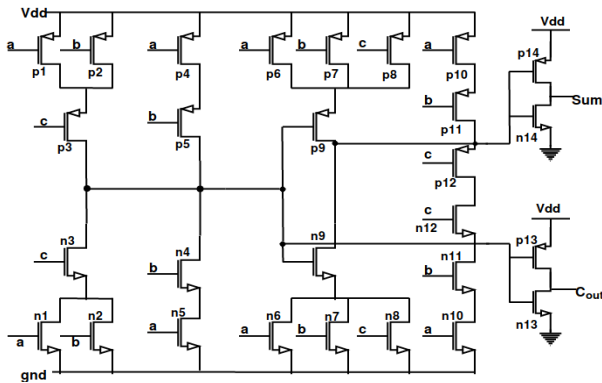 Vdd
a b a a b c a
p1 p2 p4 p6 p7 p8 p10
Vdd
p14
Sum
n14
c b b
p3 p5 p9 p11
c
p12
Vdd
c
n12
p13
n3 n4 n9 n11
c b b
C_out
n13
n1 n2 n5 n6 n7 n8 n10
a b a a b c a
gnd